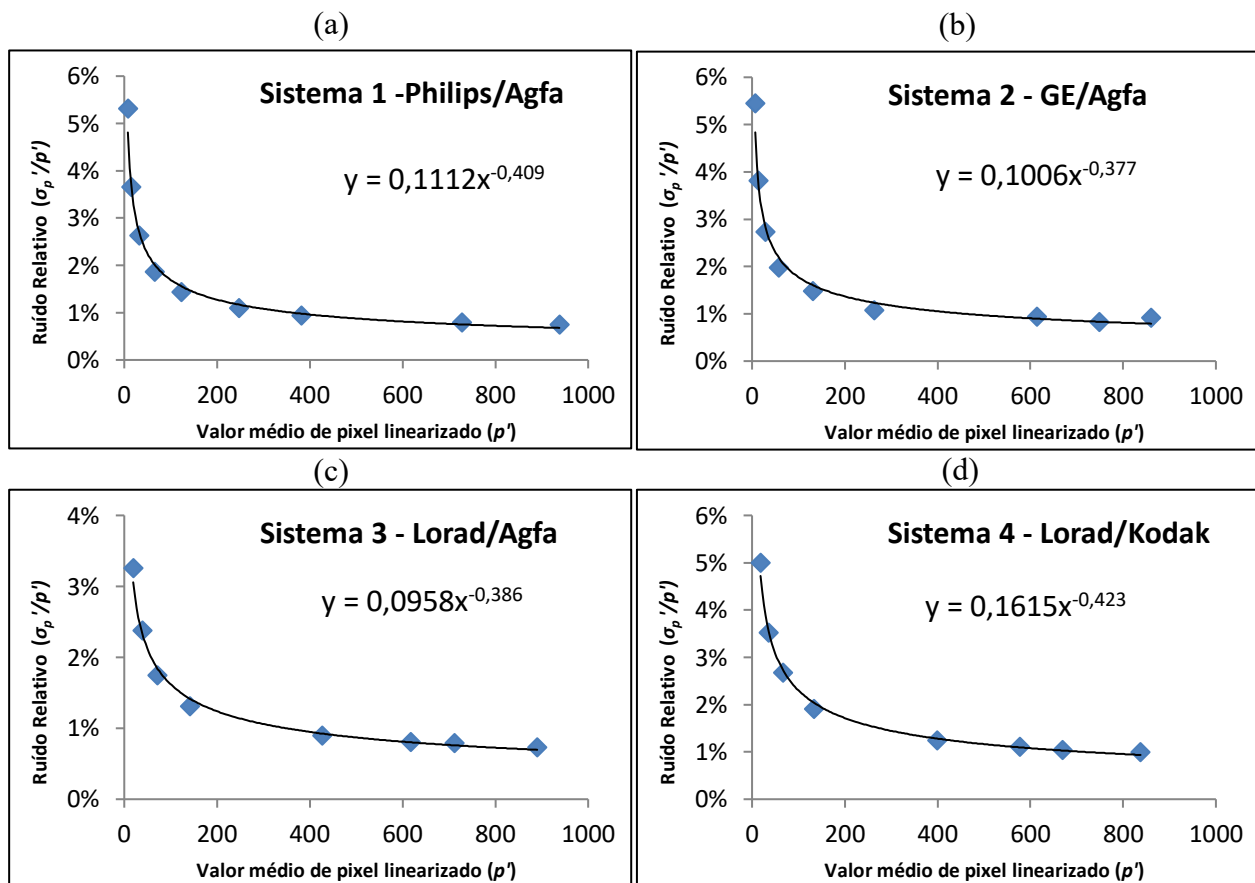 (a)
Sistema 1 -Philips/Agfa
y = 0,1112x^-0,409
Ruído Relativo (σp'/p')
6%
5%
4%
3%
2%
1%
0%
0 200 400 600 800 1000
Valor médio de pixel linearizado (p')
(b)
Sistema 2 - GE/Agfa
y = 0,1006x^-0,377
Ruído Relativo (σp'/p')
6%
5%
4%
3%
2%
1%
0%
0 200 400 600 800 1000
Valor médio de pixel linearizado (p')
(c)
Sistema 3 - Lorad/Agfa
y = 0,0958x^-0,386
Ruído Relativo (σp'/p')
4%
3%
2%
1%
0%
0 200 400 600 800 1000
Valor médio de pixel linearizado (p')
(d)
Sistema 4 - Lorad/Kodak
y = 0,1615x^-0,423
Ruído Relativo (σp'/p')
6%
5%
4%
3%
2%
1%
0%
0 200 400 600 800 1000
Valor médio de pixel linearizado (p')